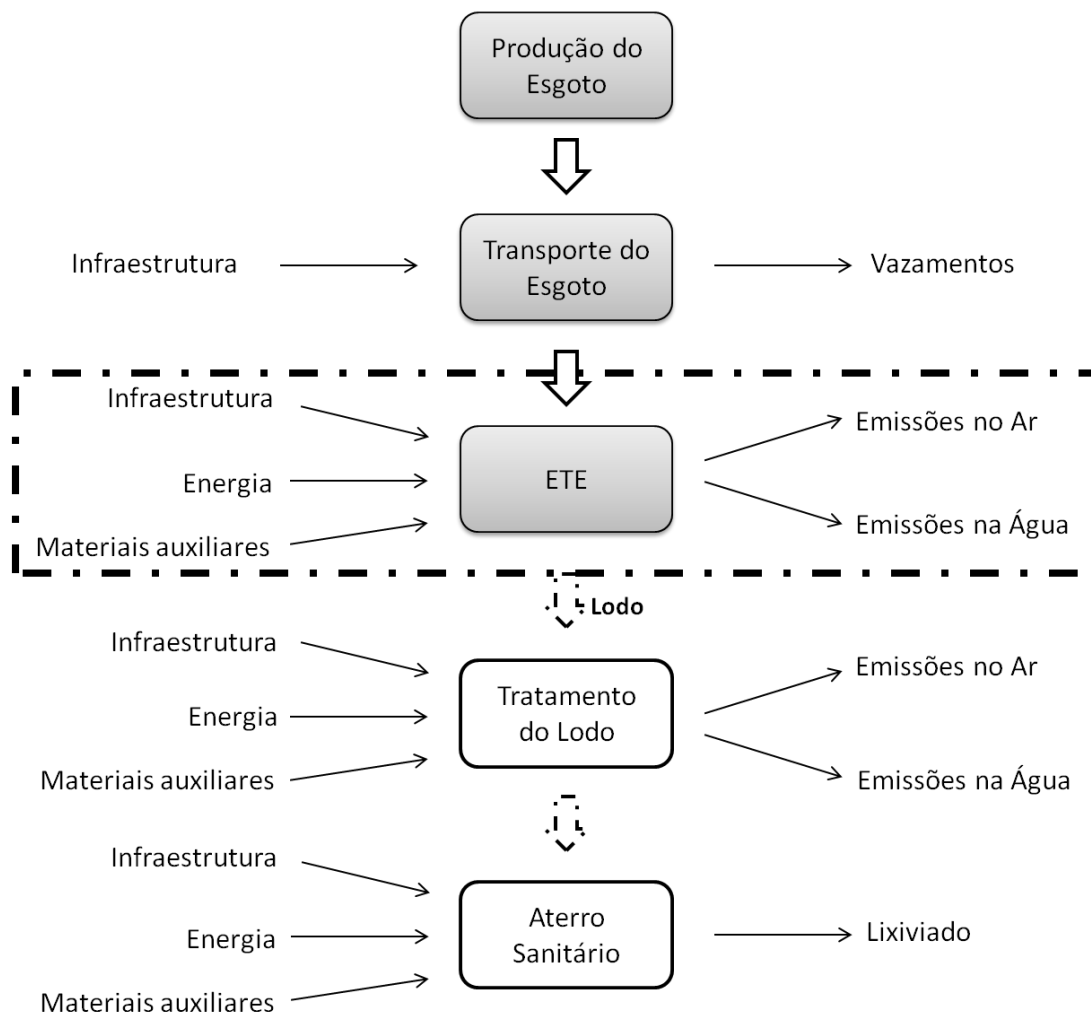 Produção do
Esgoto
Infraestrutura
Transporte do
Esgoto
Vazamentos
Infraestrutura
Energia
Materiais auxiliares
ETE
Emissões no Ar
Emissões na Água
Lodo
Infraestrutura
Energia
Materiais auxiliares
Tratamento
do Lodo
Emissões no Ar
Emissões na Água
Infraestrutura
Energia
Materiais auxiliares
Aterro
Sanitário
Lixiviado